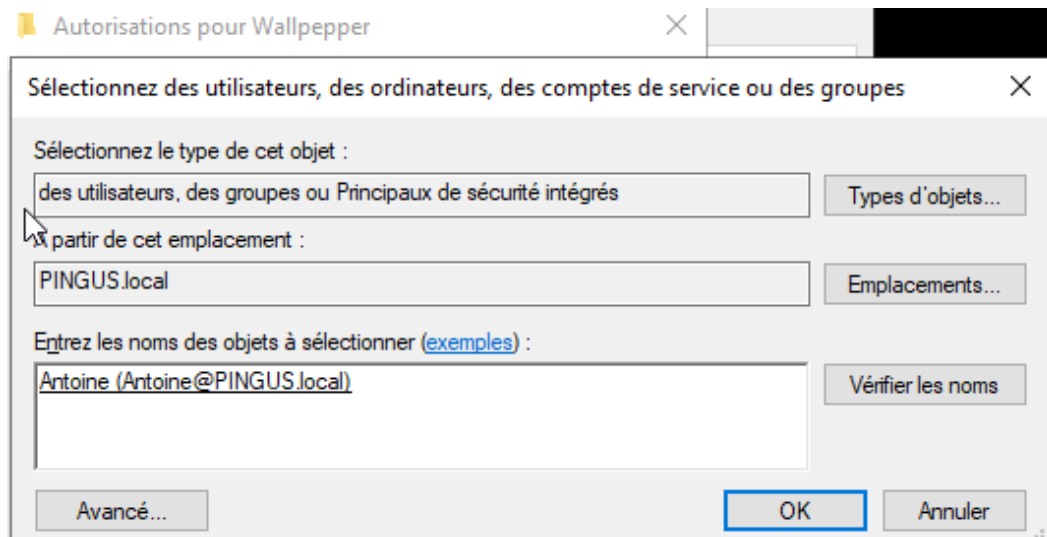 Autorisations pour Wallpepper
Sélectionnez des utilisateurs, des ordinateurs, des comptes de service ou des groupes
Sélectionnez le type de cet objet :
des utilisateurs, des groupes ou Principaux de sécurité intégrés
Types d'objets...
À partir de cet emplacement :
PINGUS.local
Emplacements...
Entrez les noms des objets à sélectionner (exemples) :
Antoine (Antoine@PINGUS.local)
Vérifier les noms
Avancé...
OK
Annuler